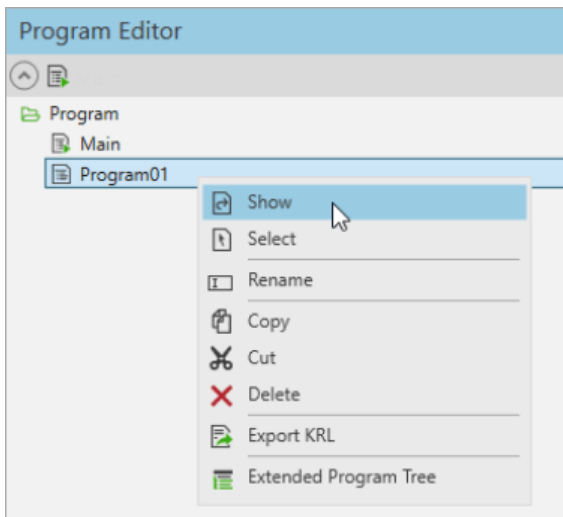 Program Editor
Program
Main
Program01
Show
Select
Rename
Copy
Cut
Delete
Export KRL
Extended Program Tree